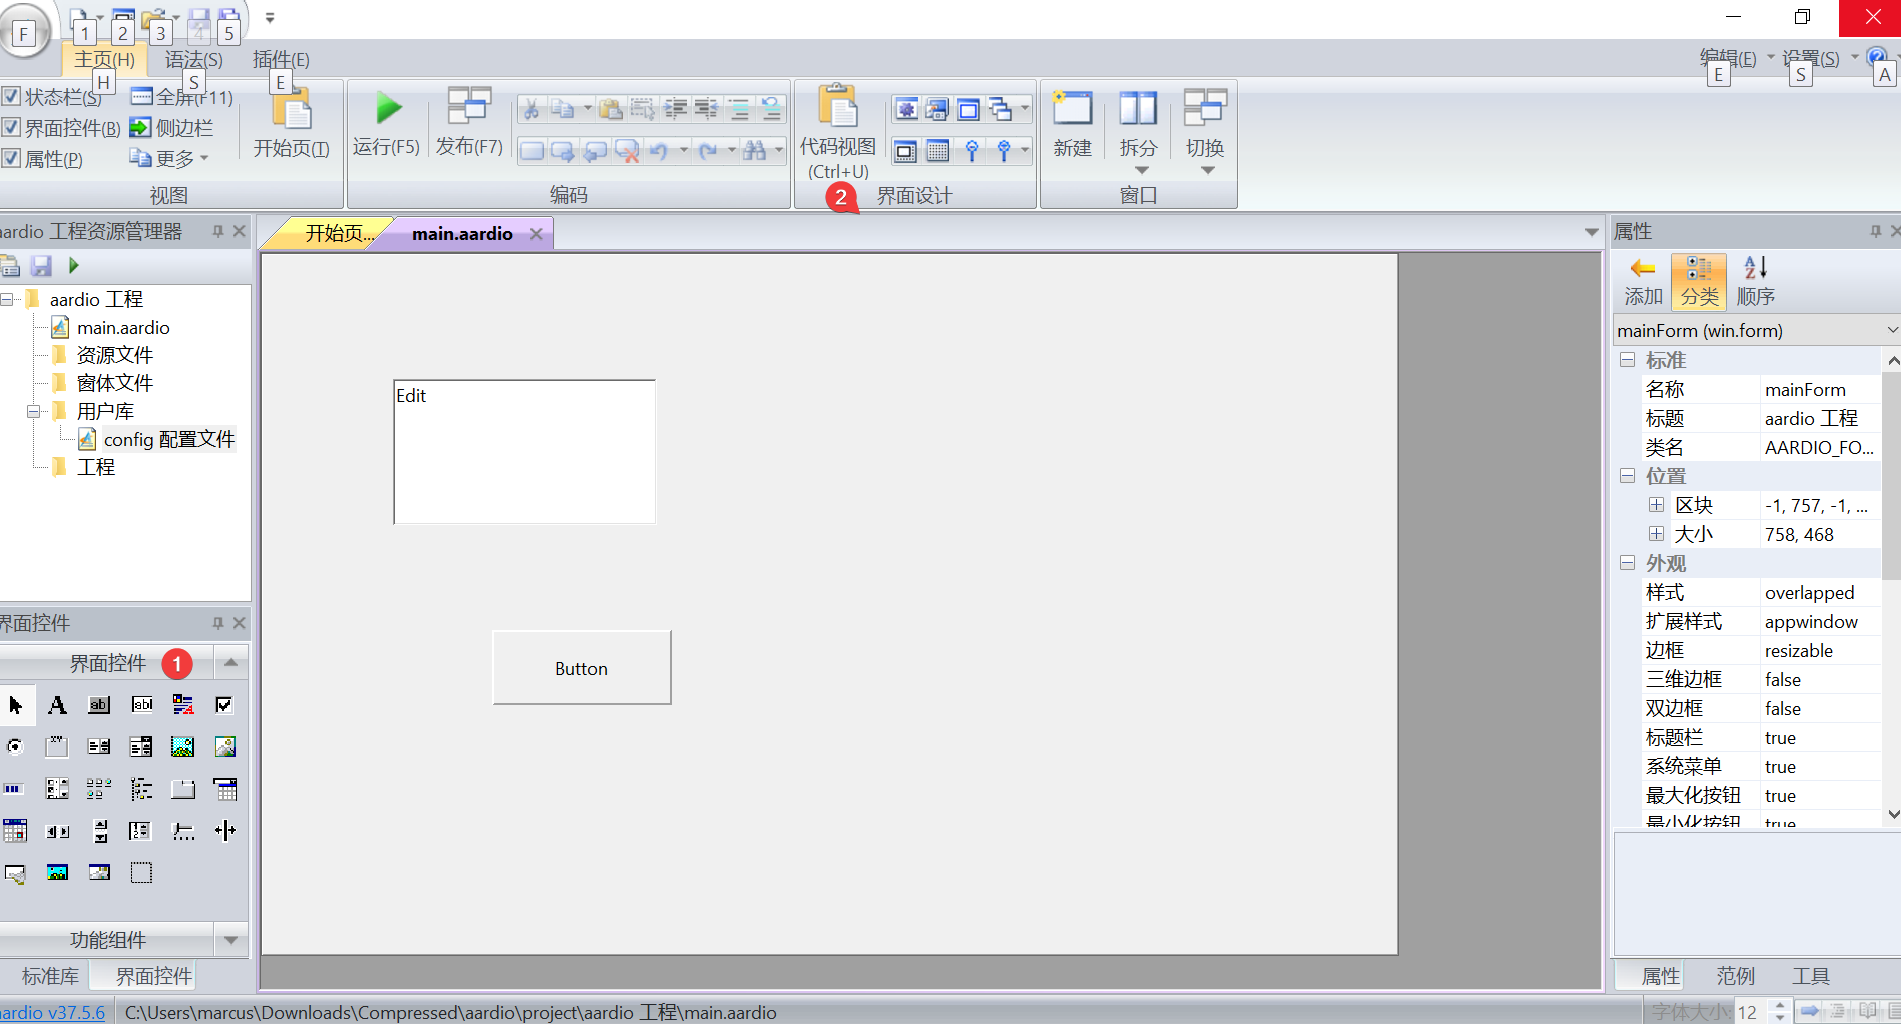 F
1
2
3
4
5
主页(H)
语法(S)
插件(E)
H
S
E
编辑(E)
设置(S)
E
S
A
状态栏(S)
全屏(F11)
界面控件(B)
侧边栏
属性(P)
更多
开始页(T)
视图
运行(F5)
发布(F7)
编码
代码视图
(Ctrl+U)
2
界面设计
新建
拆分
切换
窗口
aardio 工程资源管理器
aardio 工程
main.aardio
资源文件
窗体文件
用户库
config 配置文件
工程
界面控件
界面控件
1
功能组件
标准库
界面控件
开始页...
main.aardio
Edit
Button
属性
添加
分类
顺序
mainForm (win.form)
标准
名称 mainForm
标题 aardio 工程
类名 AARDIO_FO...
位置
区块 -1, 757, -1, ...
大小 758, 468
外观
样式 overlapped
扩展样式 appwindow
边框 resizable
三维边框 false
双边框 false
标题栏 true
系统菜单 true
最大化按钮 true
最小化按钮 true
属性
范例
工具
aardio v37.5.6
C:\Users\marcus\Downloads\Compressed\aardio\project\aardio 工程\main.aardio
字体大小: 12